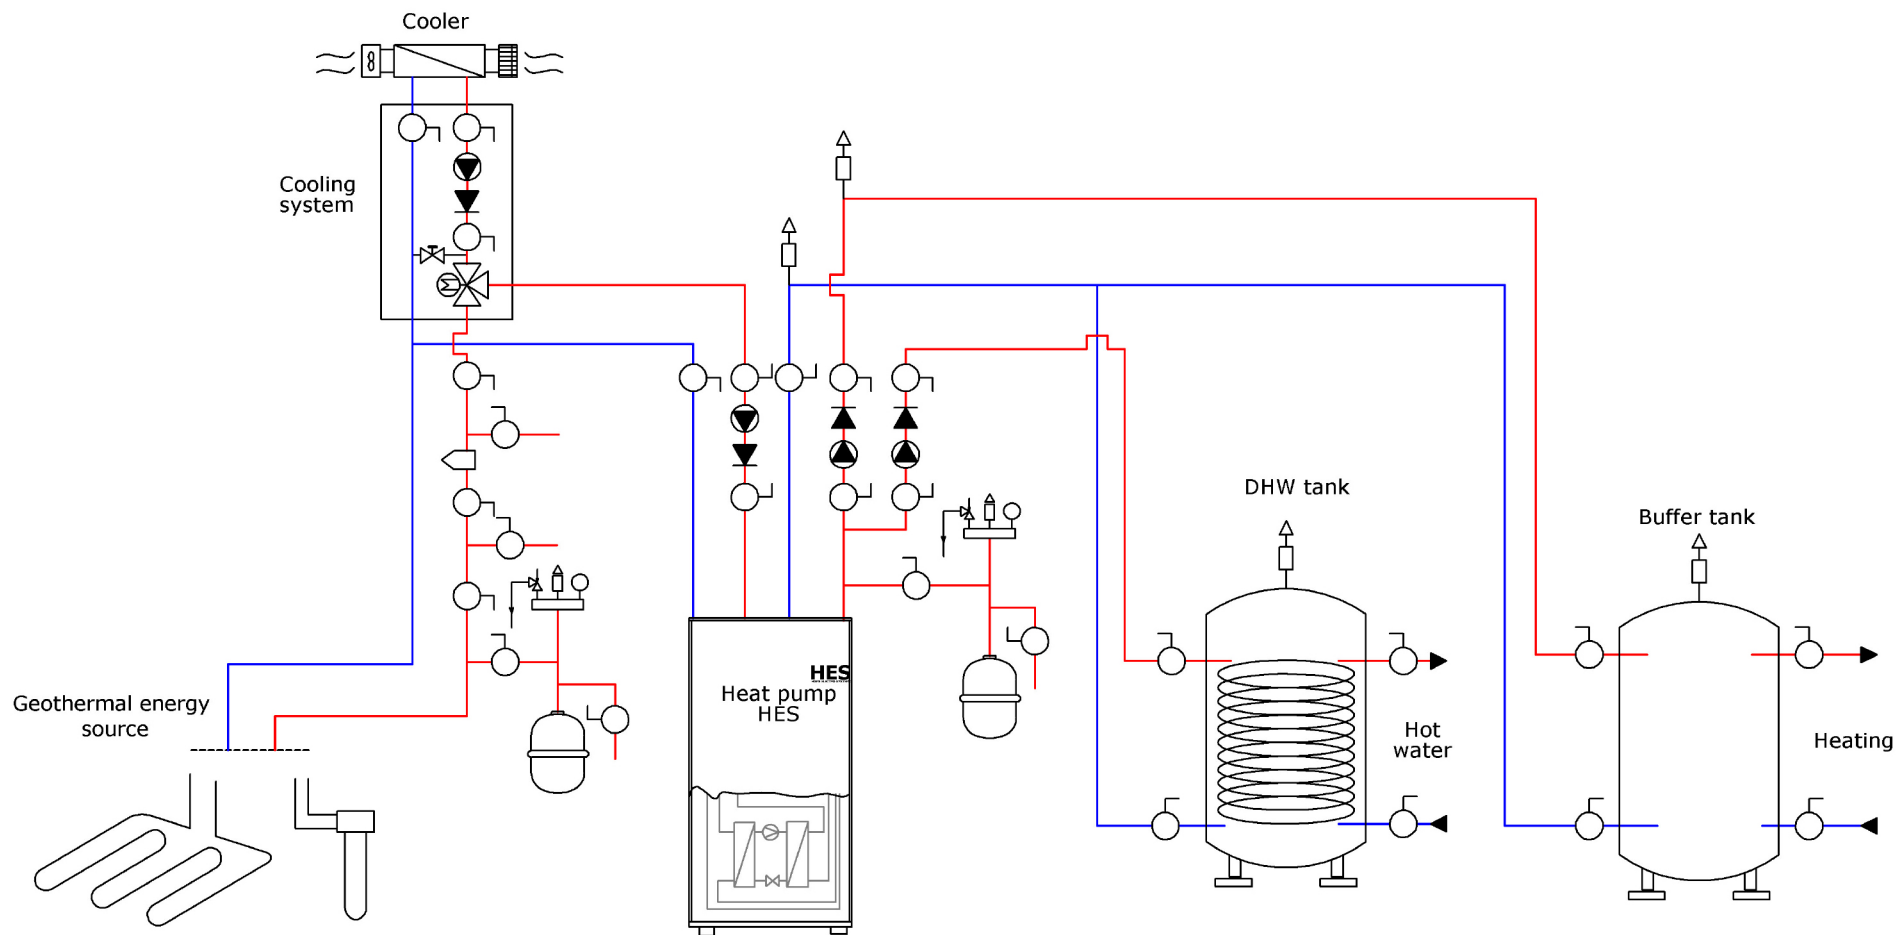 Cooler
Cooling
system
DHW tank
Buffer tank
HES
Heat pump
HES
Geothermal energy
source
Hot
water
Heating